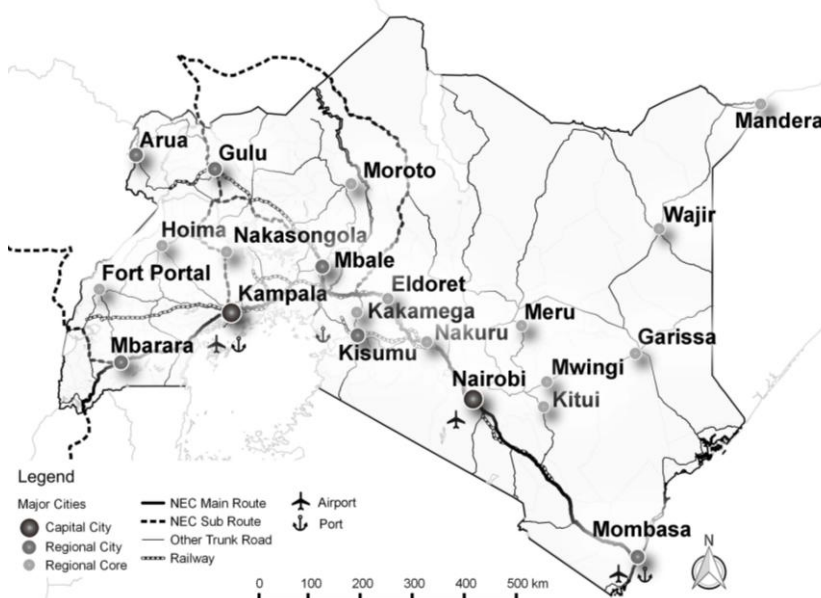 Mandera
Arua
Gulu
Moroto
Wajir
Hoima
Nakasongola
Mbale
Fort Portal
Kampala
Eldoret
Kakamega
Meru
Nakuru
Garissa
Mbarara
Kisumu
Mwingi
Nairobi
Kitui
Mombasa
Legend
Major Cities
Capital City
Regional City
Regional Core
NEC Main Route
NEC Sub Route
Other Trunk Road
Railway
Airport
Port
N
0 100 200 300 400 500 km